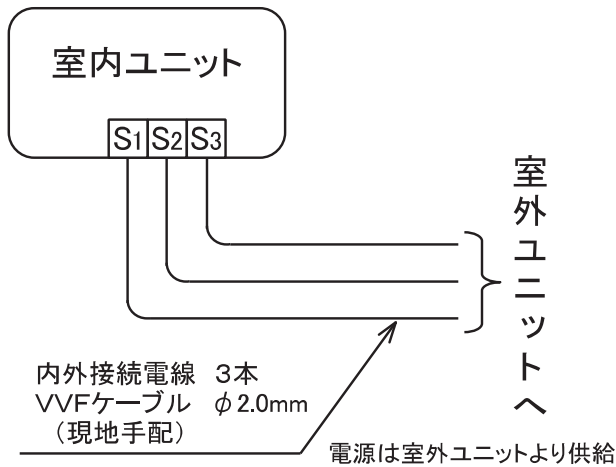 室内ユニット
S1 S2 S3
室外ユニットへ
内外接続電線 3本
VVFケーブル φ2.0mm
(現地手配)
電源は室外ユニットより供給